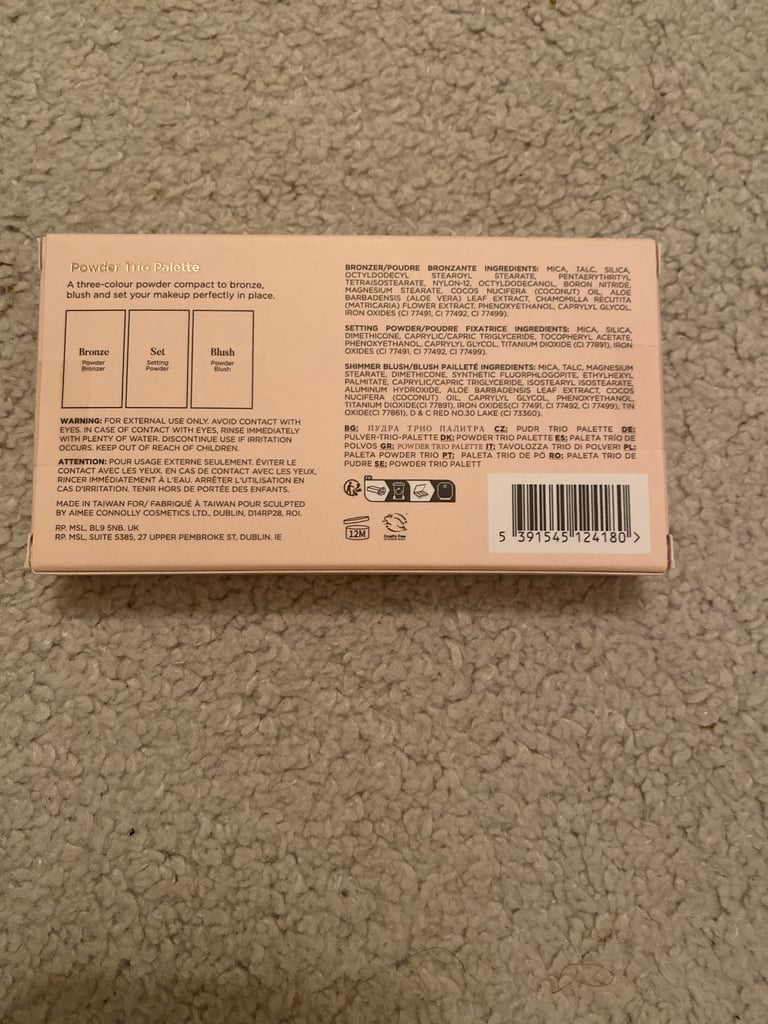 Powder Trio Palette
A three-colour powder compact to bronze,
blush and set your makeup perfectly in place.
Bronze
Powder
Bronzer
Set
Setting
Powder
Blush
Powder
Blush
WARNING: FOR EXTERNAL USE ONLY. AVOID CONTACT WITH
EYES. IN CASE OF CONTACT WITH EYES, RINSE IMMEDIATELY
WITH PLENTY OF WATER. DISCONTINUE USE IF IRRITATION
OCCURS. KEEP OUT OF REACH OF CHILDREN.
ATTENTION: POUR USAGE EXTERNE SEULEMENT. ÉVITER LE
CONTACT AVEC LES YEUX. EN CAS DE CONTACT AVEC LES YEUX,
RINCER IMMÉDIATEMENT À L'EAU. ARRÊTER L'UTILISATION EN
CAS D'IRRITATION. TENIR HORS DE PORTÉE DES ENFANTS.
MADE IN TAIWAN FOR/ FABRIQUÉ À TAIWAN POUR SCULPTED
BY AIMEE CONNOLLY COSMETICS LTD., DUBLIN, D14RP28, ROI.
RP. MSL, BL9 5NB. UK
RP. MSL, SUITE 5385, 27 UPPER PEMBROKE ST, DUBLIN. IE
BRONZER/POUDRE BRONZANTE INGREDIENTS: MICA, TALC, SILICA,
OCTYLDODECYL STEAROYL STEARATE, PENTAERYTHRITYL
TETRAISOSTEARATE, NYLON-12, OCTYLDODECANOL, BORON NITRIDE,
MAGNESIUM STEARATE, COCOS NUCIFERA (COCONUT) OIL, ALOE
BARBADENSIS (ALOE VERA) LEAF EXTRACT, CHAMOMILLA RECUTITA
(MATRICARIA) FLOWER EXTRACT, PHENOXYETHANOL, CAPRYLYL GLYCOL,
IRON OXIDES (CI 77491, CI 77492, CI 77499).
SETTING POWDER/POUDRE FIXATRICE INGREDIENTS: MICA, SILICA,
DIMETHICONE, CAPRYLIC/CAPRIC TRIGLYCERIDE, TOCOPHERYL ACETATE,
PHENOXYETHANOL, CAPRYLYL GLYCOL, TITANIUM DIOXIDE (CI 77891), IRON
OXIDES (CI 77491, CI 77492, CI 77499).
SHIMMER BLUSH/BLUSH PAILLETÉ INGREDIENTS: MICA, TALC, MAGNESIUM
STEARATE, DIMETHICONE, SYNTHETIC FLUORPHLOGOPITE, ETHYLHEXYL
PALMITATE, CAPRYLIC/CAPRIC TRIGLYCERIDE, ISOSTEARYL ISOSTEARATE,
ALUMINUM HYDROXIDE, ALOE BARBADENSIS LEAF EXTRACT, COCOS
NUCIFERA (COCONUT) OIL, CAPRYLYL GLYCOL, PHENOXYETHANOL,
TITANIUM DIOXIDE(CI 77891), IRON OXIDES(CI 77491, CI 77492, CI 77499), TIN
OXIDE(CI 77861), D & C RED NO.30 LAKE (CI 73360).
BG: ПУДРА ТРИО ПАЛИТРА CZ: PUDR TRIO PALETTE DE:
PULVER-TRIO-PALETTE DK: POWDER TRIO PALETTE ES: PALETA TRÍO DE
POLVOS GR: POWDER TRIO PALETTE IT: TAVOLOZZA TRIO DI POLVERI PL:
PALETA POWDER TRIO PT: PALETA TRIO DE PÓ RO: PALETA TRIO DE
PUDRE SE: POWDER TRIO PALETT
12M
Cruelty free
5 391545 124180 >